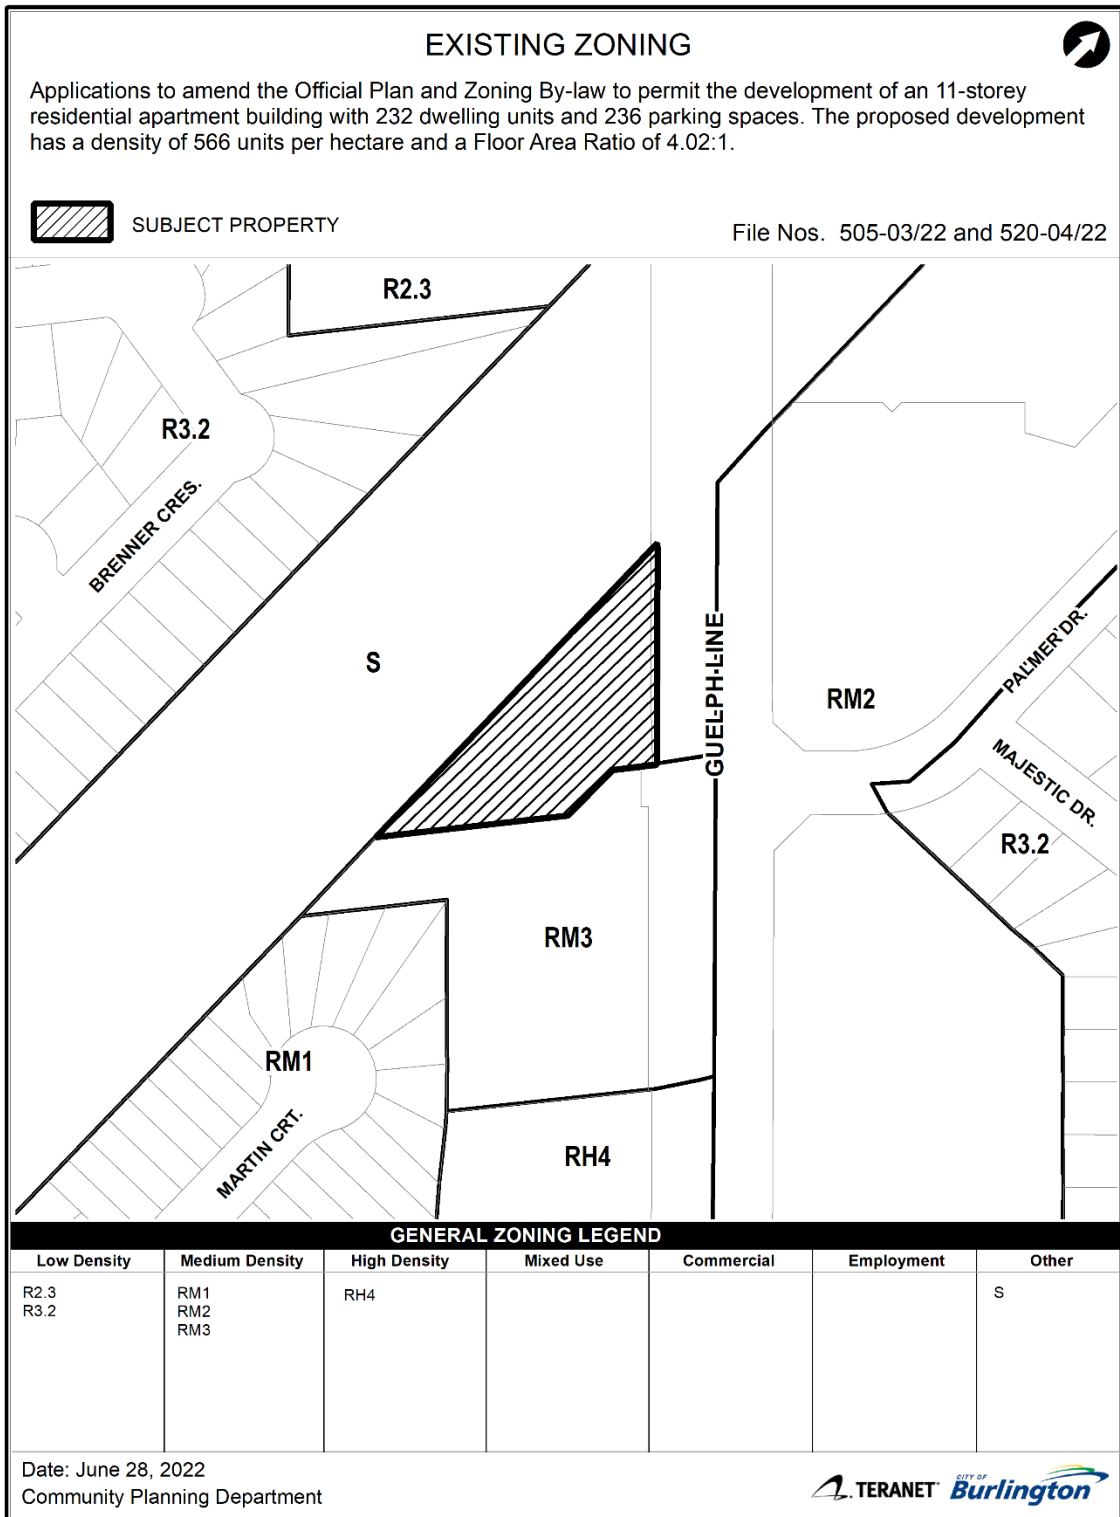 EXISTING ZONING
Applications to amend the Official Plan and Zoning By-law to permit the development of an 11-storey
residential apartment building with 232 dwelling units and 236 parking spaces. The proposed development
has a density of 566 units per hectare and a Floor Area Ratio of 4.02:1.
SUBJECT PROPERTY
File Nos. 505-03/22 and 520-04/22
R2.3
R3.2
BRENNER CRES.
S
GUELPH LINE
RM2
PALMER DR.
MAJESTIC DR.
R3.2
RM3
RM1
MARTIN CRT.
RH4
GENERAL ZONING LEGEND
Low Density Medium Density High Density Mixed Use Commercial Employment Other
R2.3 RM1 RH4 S
R3.2 RM2
RM3
Date: June 28, 2022
Community Planning Department
TERANET
CITY OF
Burlington